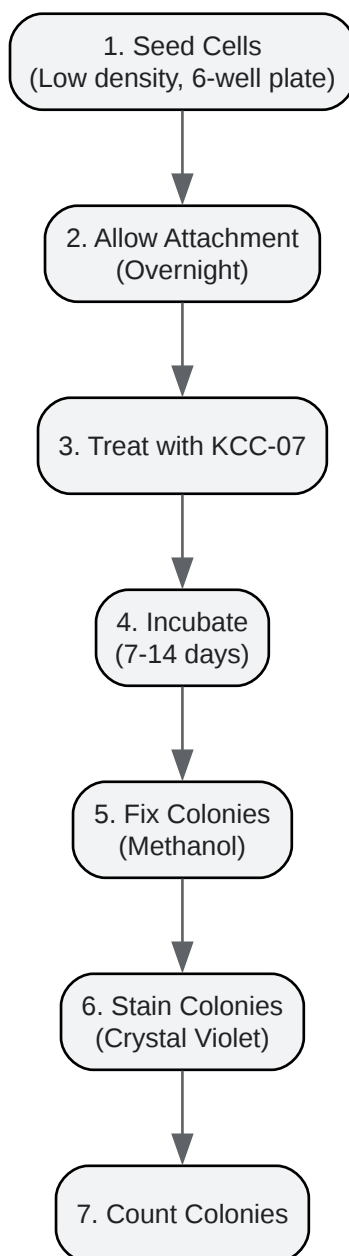 1. Seed Cells
(Low density, 6-well plate)
2. Allow Attachment
(Overnight)
3. Treat with KCC-07
4. Incubate
(7-14 days)
5. Fix Colonies
(Methanol)
6. Stain Colonies
(Crystal Violet)
7. Count Colonies